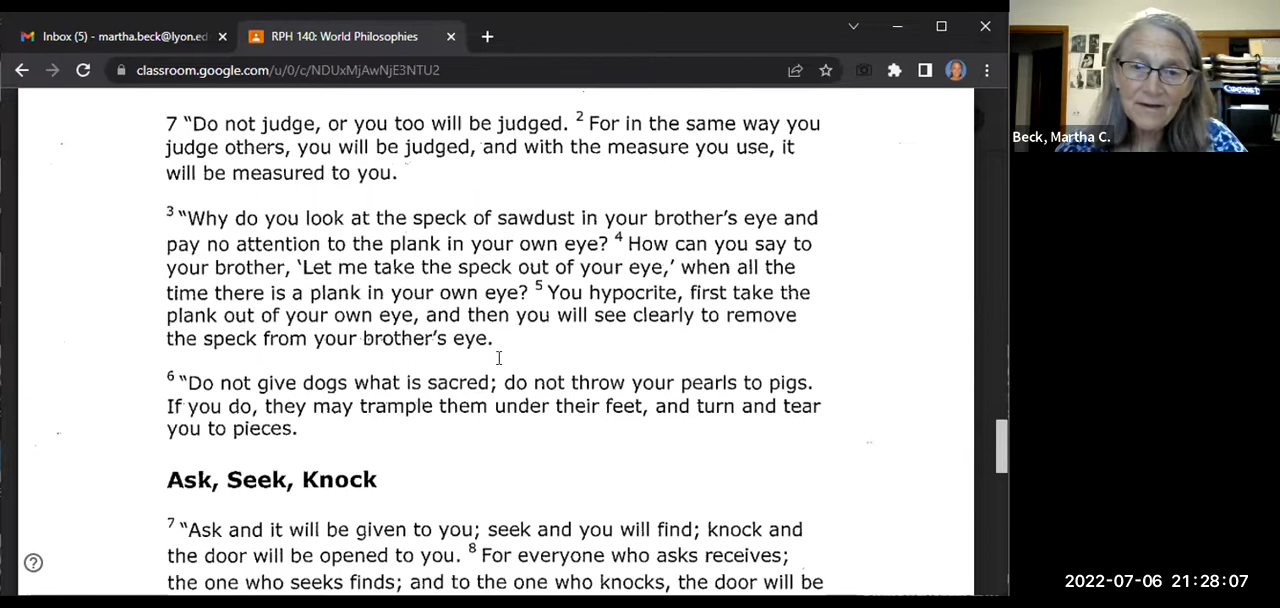 Inbox (5) - martha.beck@lyon.ed
RPH 140: World Philosophies
classroom.google.com/u/0/c/NDUxMjAwNjE3NTU2
Beck, Martha C.
7 “Do not judge, or you too will be judged. 2 For in the same way you
judge others, you will be judged, and with the measure you use, it
will be measured to you.
3 “Why do you look at the speck of sawdust in your brother’s eye and
pay no attention to the plank in your own eye? 4 How can you say to
your brother, ‘Let me take the speck out of your eye,’ when all the
time there is a plank in your own eye? 5 You hypocrite, first take the
plank out of your own eye, and then you will see clearly to remove
the speck from your brother’s eye.
6 “Do not give dogs what is sacred; do not throw your pearls to pigs.
If you do, they may trample them under their feet, and turn and tear
you to pieces.
Ask, Seek, Knock
7 “Ask and it will be given to you; seek and you will find; knock and
the door will be opened to you. 8 For everyone who asks receives;
the one who seeks finds; and to the one who knocks, the door will be
2022-07-06 21:28:07